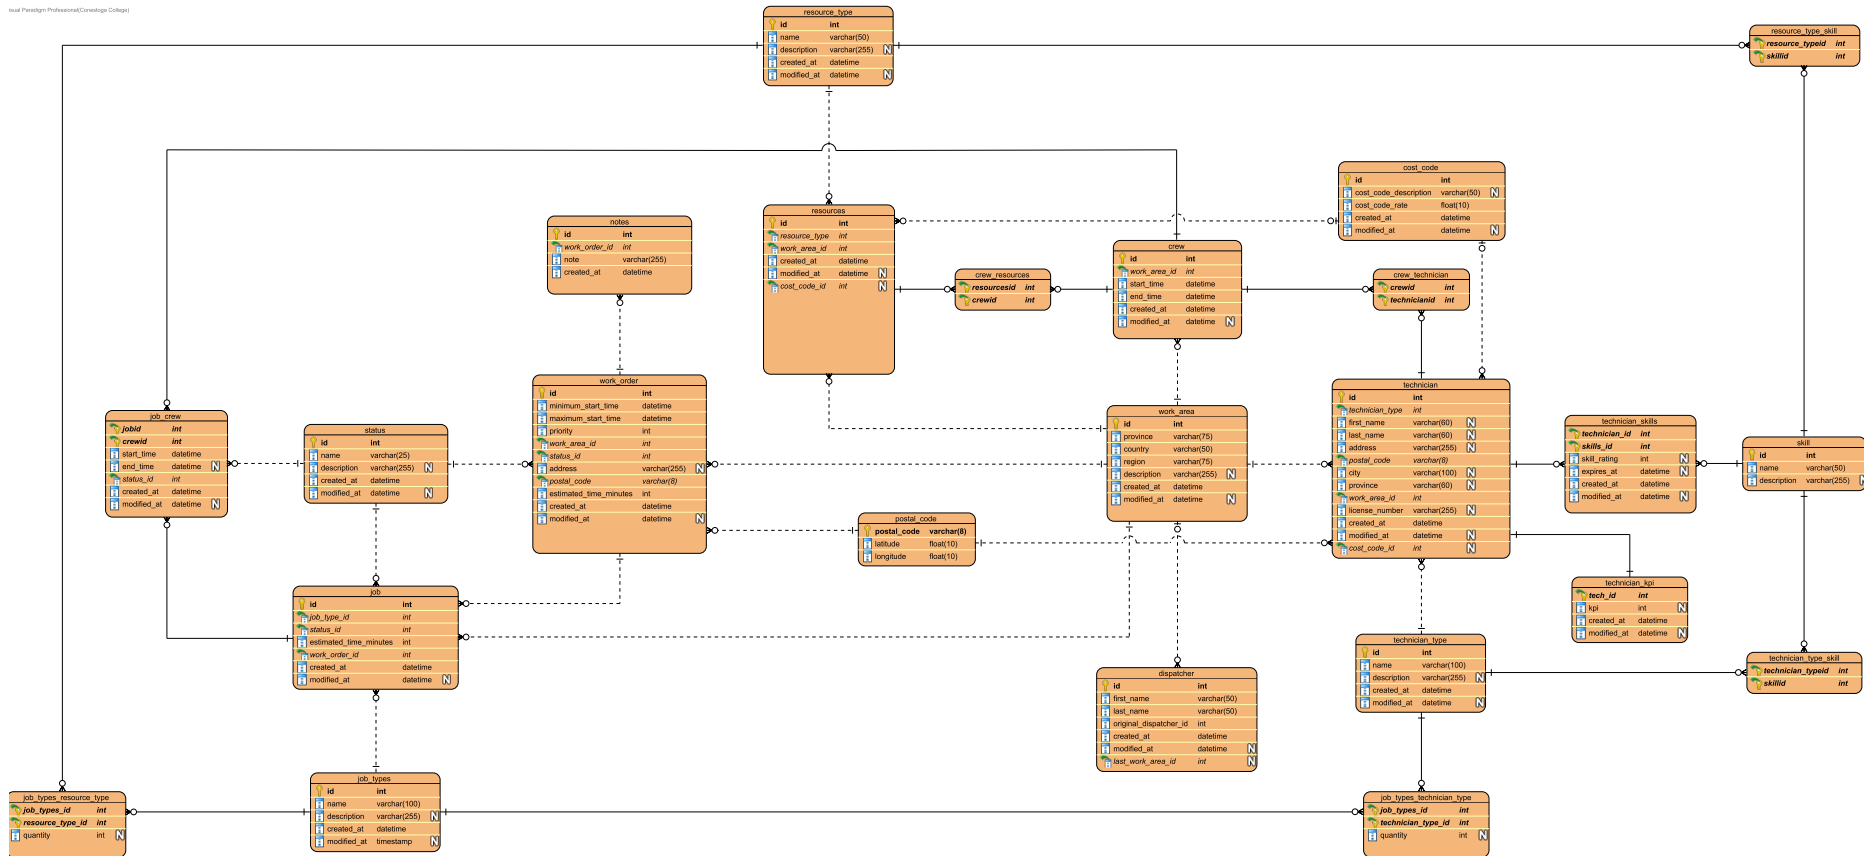 sual Paradigm Professional(Conestoga College)
resource_type
id int
name varchar(50)
description varchar(255) N
created_at datetime
modified_at datetime N
resource_type_skill
resource_typeid int
skillid int
cost_code
id int
cost_code_description varchar(50) N
cost_code_rate float(10)
created_at datetime
modified_at datetime N
resources
id int
resource_type int
work_area_id int
created_at datetime
modified_at datetime N
cost_code_id int N
notes
id int
work_order_id int
note varchar(255)
created_at datetime
crew
id int
work_area_id int
start_time datetime
end_time datetime
created_at datetime
modified_at datetime N
crew_resources
resourcesid int
crewid int
crew_technician
crewid int
technicianid int
work_order
id int
minimum_start_time datetime
maximum_start_time datetime
priority int
work_area_id int
status_id int
address varchar(255) N
postal_code varchar(8)
estimated_time_minutes int
created_at datetime
modified_at datetime N
technician
id int
technician_type int
first_name varchar(60) N
last_name varchar(60) N
address varchar(255) N
postal_code varchar(8)
city varchar(100) N
province varchar(60) N
work_area_id int
license_number varchar(255) N
created_at datetime
modified_at datetime N
cost_code_id int N
work_area
id int
province varchar(75)
country varchar(50)
region varchar(75)
description varchar(255) N
created_at datetime
modified_at datetime N
job_crew
jobid int
crewid int
start_time datetime
end_time datetime N
status_id int
created_at datetime
modified_at datetime N
status
id int
name varchar(25)
description varchar(255) N
created_at datetime
modified_at datetime N
technician_skills
technician_id int
skills_id int
skill_rating int N
expires_at datetime N
created_at datetime
modified_at datetime N
skill
id int
name varchar(50)
description varchar(255) N
postal_code
postal_code varchar(8)
latitude float(10)
longitude float(10)
technician_kpi
tech_id int
kpi int N
created_at datetime
modified_at datetime N
job
id int
job_type_id int
status_id int
estimated_time_minutes int
work_order_id int
created_at datetime
modified_at datetime N
technician_type
id int
name varchar(100)
description varchar(255) N
created_at datetime
modified_at datetime N
technician_type_skill
technician_typeid int
skillid int
dispatcher
id int
first_name varchar(50)
last_name varchar(50)
original_dispatcher_id int
created_at datetime
modified_at datetime N
last_work_area_id int N
job_types
id int
name varchar(100)
description varchar(255) N
created_at datetime
modified_at timestamp N
job_types_resource_type
job_types_id int
resource_type_id int
quantity int N
job_types_technician_type
job_types_id int
technician_type_id int
quantity int N